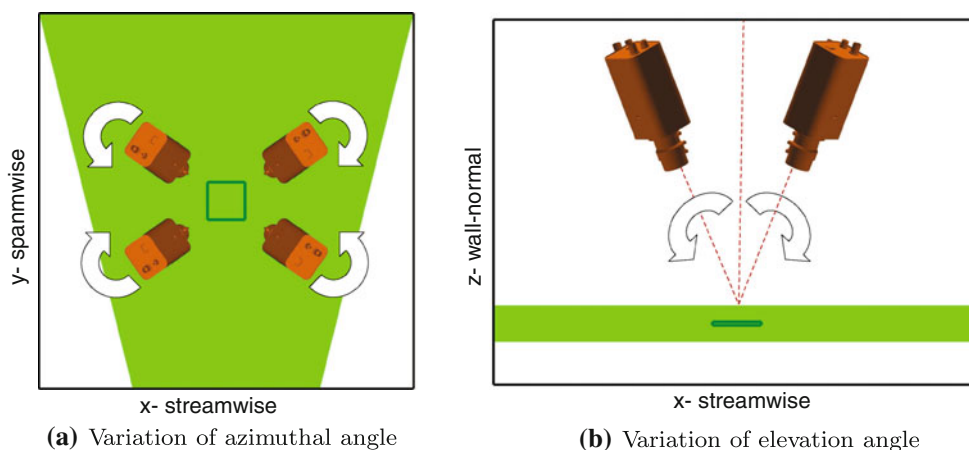 y- spanmwise
x- streamwise
(a) Variation of azimuthal angle
z- wall-normal
x- streamwise
(b) Variation of elevation angle